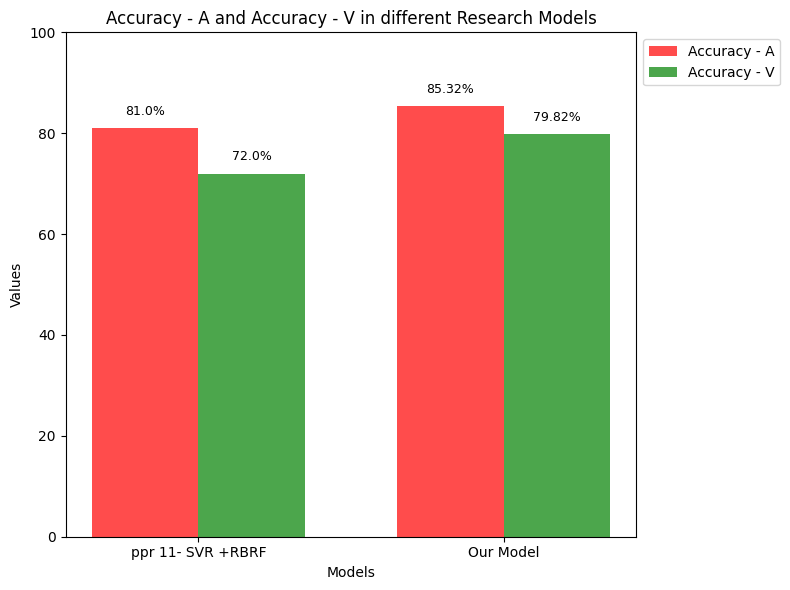 Accuracy - A and Accuracy - V in different Research Models
Accuracy - A
Accuracy - V
100
80
60
40
20
0
Values
81.0%
72.0%
85.32%
79.82%
ppr 11- SVR +RBRF
Our Model
Models